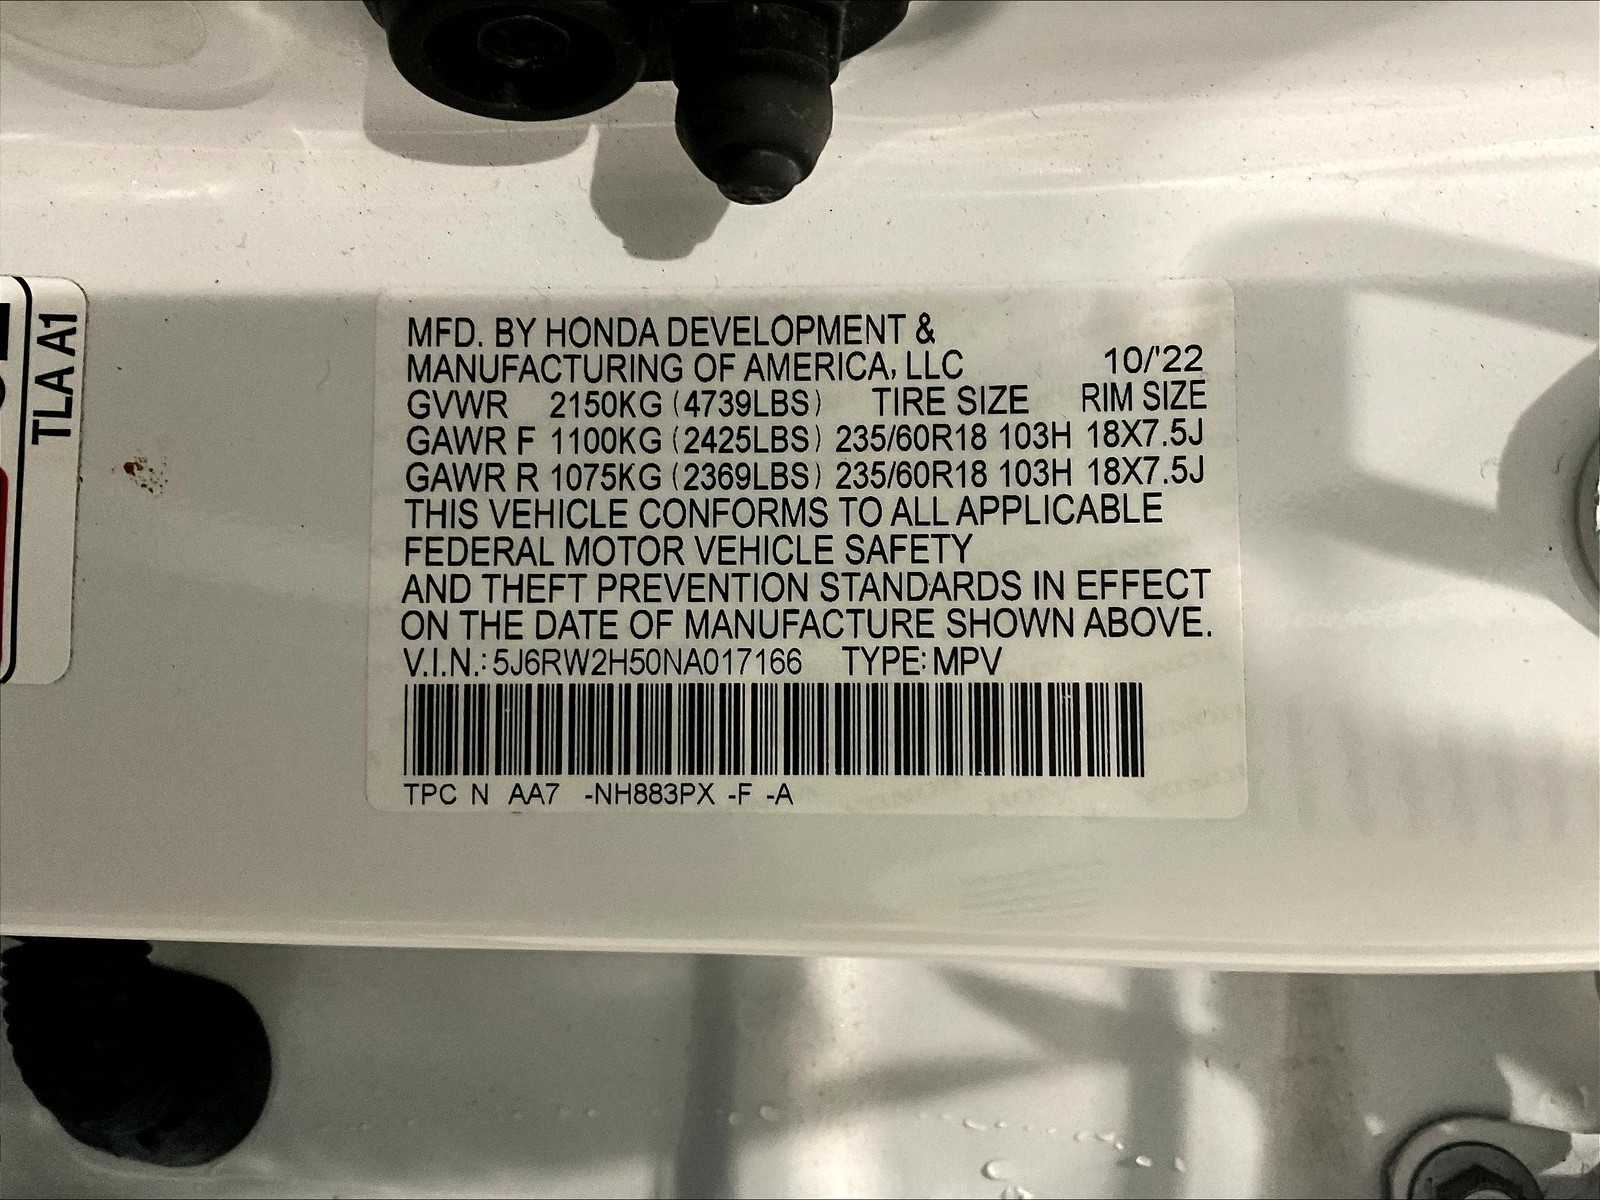 MFD. BY HONDA DEVELOPMENT &
MANUFACTURING OF AMERICA, LLC 10/'22
GVWR 2150KG (4739LBS) TIRE SIZE RIM SIZE
GAWR F 1100KG (2425LBS) 235/60R18 103H 18X7.5J
GAWR R 1075KG (2369LBS) 235/60R18 103H 18X7.5J
THIS VEHICLE CONFORMS TO ALL APPLICABLE
FEDERAL MOTOR VEHICLE SAFETY
AND THEFT PREVENTION STANDARDS IN EFFECT
ON THE DATE OF MANUFACTURE SHOWN ABOVE.
V.I.N.: 5J6RW2H50NA017166 TYPE: MPV
TPC N AA7 -NH883PX -F -A
TLA A1